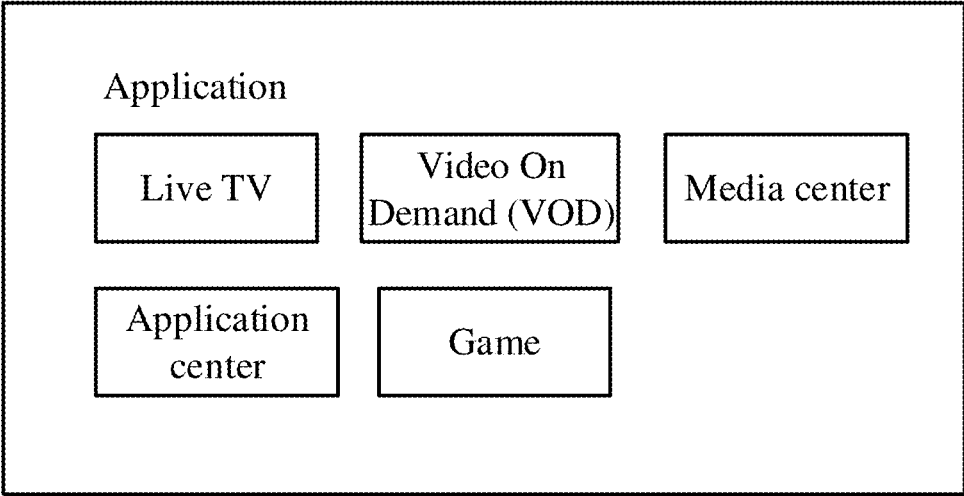 Application
Live TV
Video On
Demand (VOD)
Media center
Application
center
Game